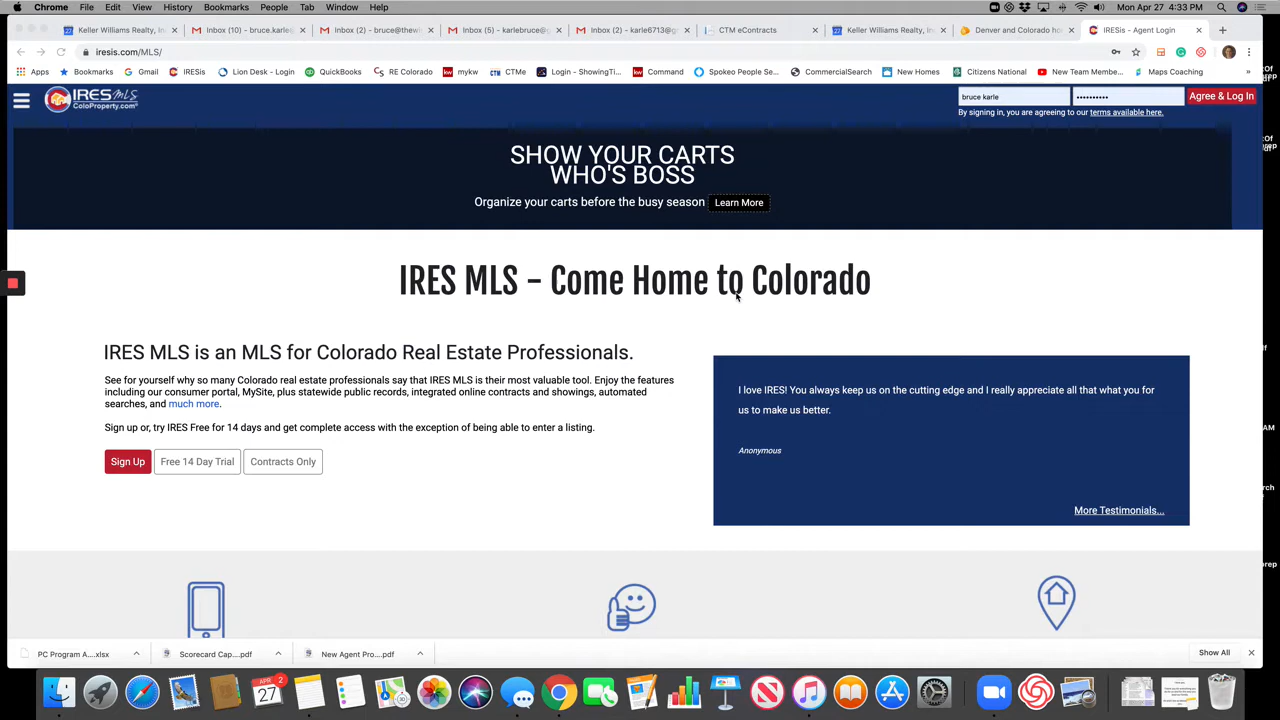 Chrome File Edit View History Bookmarks People Tab Window Help Mon Apr 27 4:33 PM
Keller Williams Realty, In Inbox (10) - bruce.karle Inbox (2) - bruce@thew Inbox (5) - karlebruce@g Inbox (2) - karle6713@g CTM eContracts Keller Williams Realty, In Denver and Colorado ho IRESis - Agent Login
iresis.com/MLS/
Apps Bookmarks Gmail IRESis Lion Desk - Login QuickBooks RE Colorado mykw CTMe Login - ShowingTi... Command Spokeo People Se... CommercialSearch New Homes Citizens National New Team Membe... Maps Coaching »
IRES MLS
ColoProperty.com
bruce karle •••••••••• Agree & Log In
By signing in, you are agreeing to our terms available here.
SHOW YOUR CARTS
WHO'S BOSS
Organize your carts before the busy season Learn More
IRES MLS - Come Home to Colorado
IRES MLS is an MLS for Colorado Real Estate Professionals.
See for yourself why so many Colorado real estate professionals say that IRES MLS is their most valuable tool. Enjoy the features
including our consumer portal, MySite, plus statewide public records, integrated online contracts and showings, automated
searches, and much more.
Sign up or, try IRES Free for 14 days and get complete access with the exception of being able to enter a listing.
Sign Up Free 14 Day Trial Contracts Only
I love IRES! You always keep us on the cutting edge and I really appreciate all that what you for
us to make us better.
Anonymous
More Testimonials...
PC Program A....xlsx Scorecard Cap....pdf New Agent Pro....pdf Show All
APR 2
27